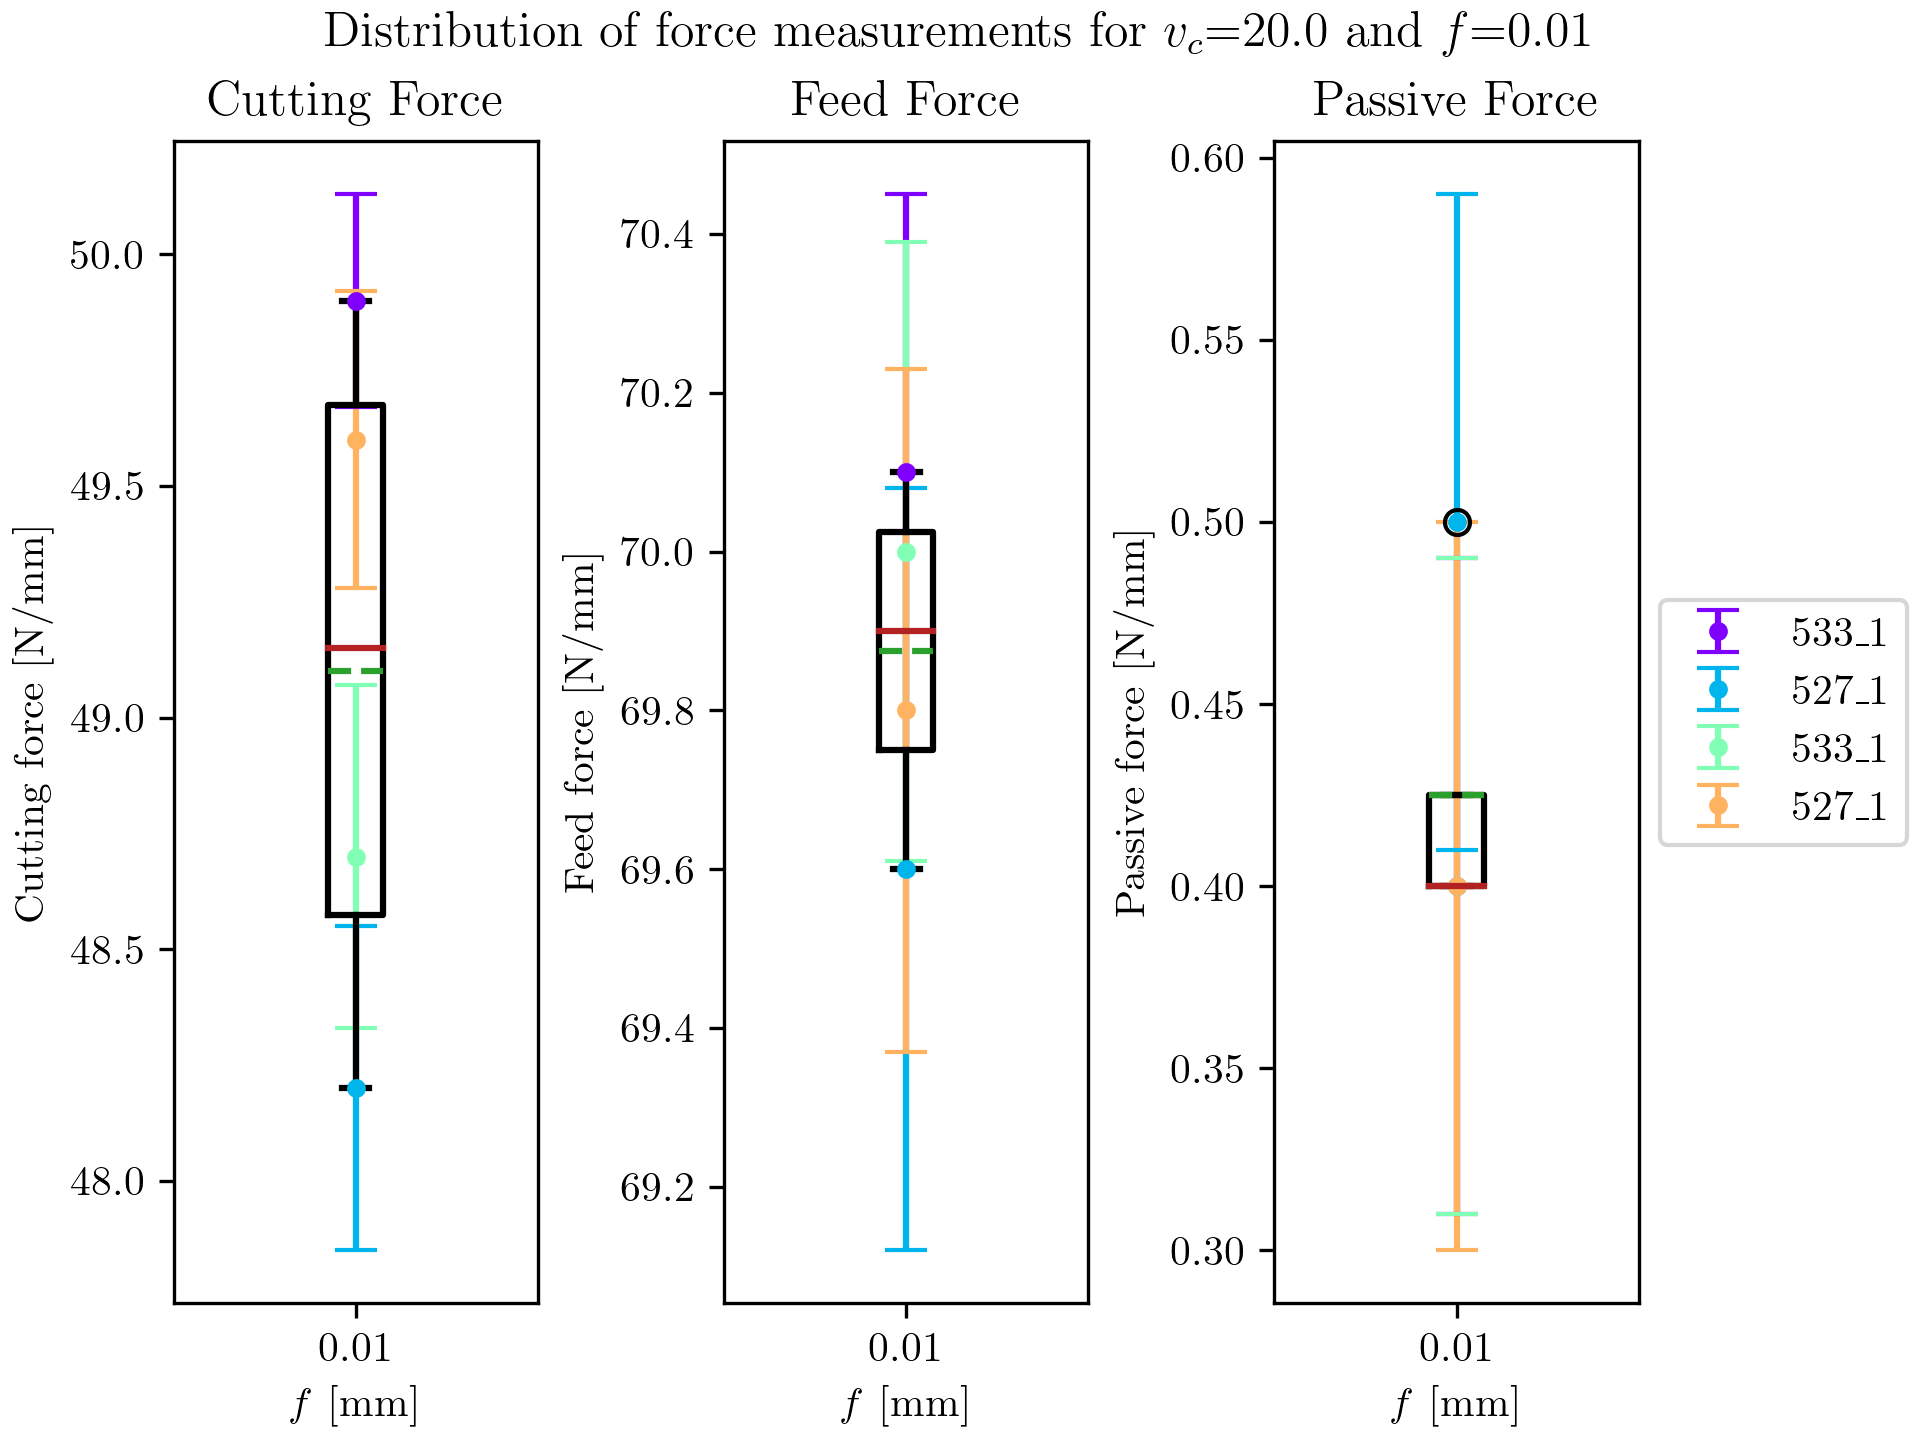 Distribution of force measurements for v_c=20.0 and f=0.01
Cutting Force
Cutting force [N/mm]
50.0
49.5
49.0
48.5
48.0
0.01
f [mm]
Feed Force
Feed force [N/mm]
70.4
70.2
70.0
69.8
69.6
69.4
69.2
0.01
f [mm]
Passive Force
Passive force [N/mm]
0.60
0.55
0.50
0.45
0.40
0.35
0.30
0.01
f [mm]
533_1
527_1
533_1
527_1